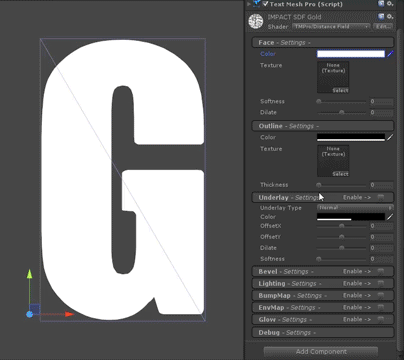 G
Text Mesh Pro (Script)
IMPACT SDF Gold
Shader TMPro/Distance Field Edit...
Face - Settings -
Color
Texture
None
(Texture)
Select
Softness 0
Dilate 0
Outline - Settings -
Color
Texture
None
(Texture)
Select
Thickness 0
Underlay - Settings - Enable ->
Underlay Type Normal
Color
OffsetX 0
OffsetY 0
Dilate 0
Softness 0
Bevel - Settings - Enable ->
Lighting - Settings - Enable ->
BumpMap - Settings - Enable ->
EnvMap - Settings - Enable ->
Glow - Settings - Enable ->
Debug - Settings -
Add Component